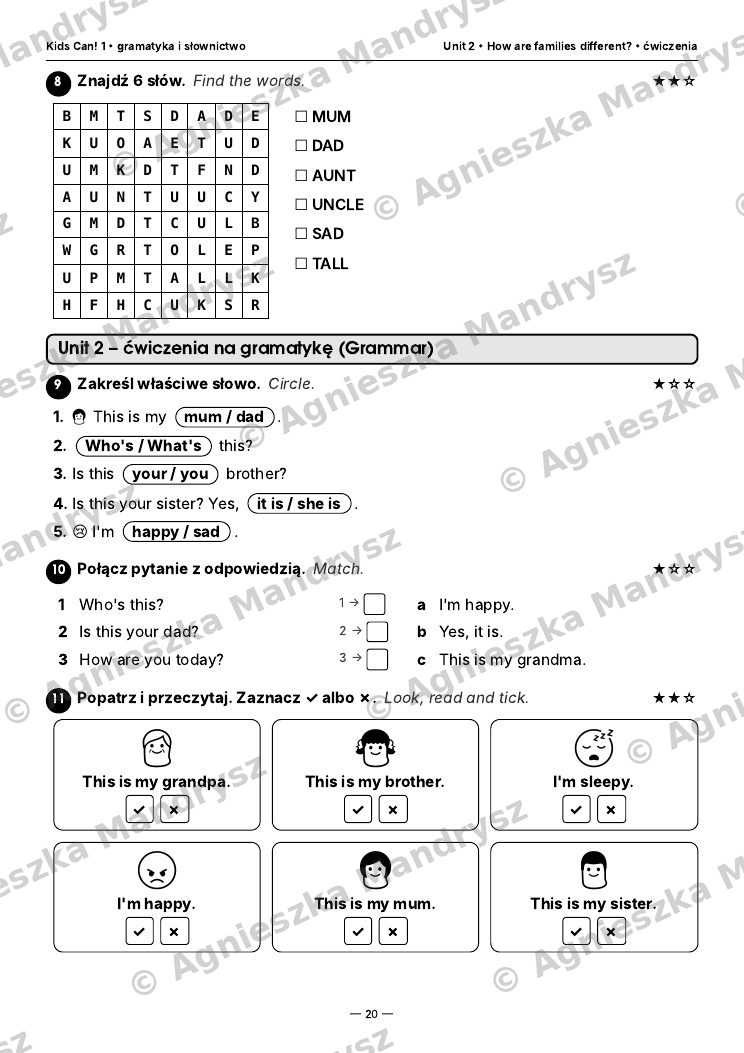 Kids Can! 1 • gramatyka i słownictwo Unit 2 • How are families different? • ćwiczenia
8 Znajdź 6 słów. Find the words. ★★☆
B M T S D A D E
K U O A E T U D
U M K D T F N D
A U N T U U C Y
G M D T C U L B
W G R T O L E P
U P M T A L L K
H F H C U K S R
☐ MUM
☐ DAD
☐ AUNT
☐ UNCLE
☐ SAD
☐ TALL
Unit 2 – ćwiczenia na gramatykę (Grammar)
9 Zakreśl właściwe słowo. Circle. ★☆☆
1. This is my mum / dad .
2. Who's / What's this?
3. Is this your / you brother?
4. Is this your sister? Yes, it is / she is .
5. ☹ I'm happy / sad .
10 Połącz pytanie z odpowiedzią. Match. ★☆☆
1 Who's this? 1 → ☐ a I'm happy.
2 Is this your dad? 2 → ☐ b Yes, it is.
3 How are you today? 3 → ☐ c This is my grandma.
11 Popatrz i przeczytaj. Zaznacz ✓ albo ✗. Look, read and tick. ★★☆
zzz
This is my grandpa. This is my brother. I'm sleepy.
✓ ✗ ✓ ✗ ✓ ✗
I'm happy. This is my mum. This is my sister.
✓ ✗ ✓ ✗ ✓ ✗
— 20 —
© Agnieszka Mandrysz